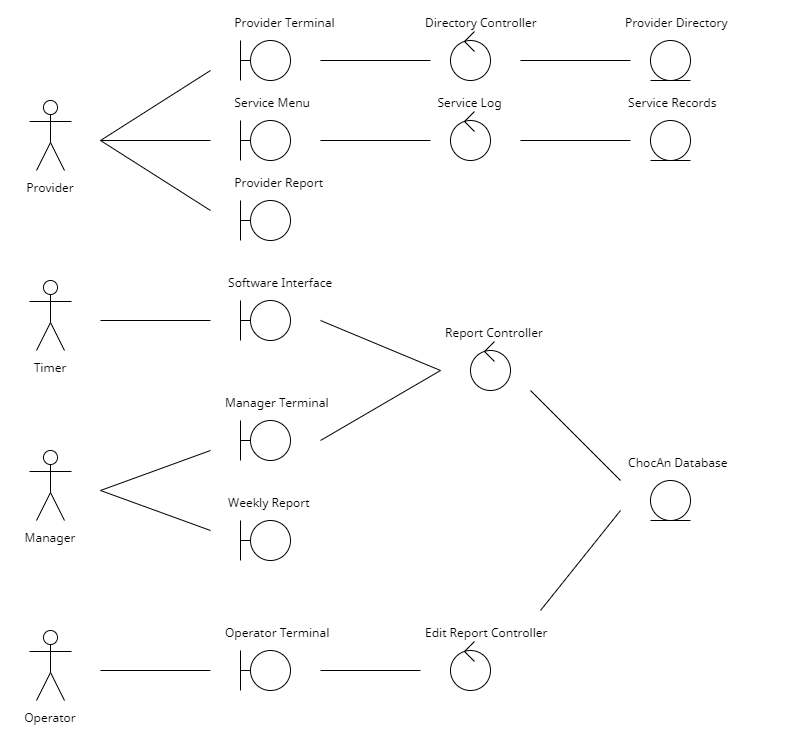 Provider Terminal
Directory Controller
Provider Directory
Service Menu
Service Log
Service Records
Provider
Provider Report
Software Interface
Report Controller
Timer
Manager Terminal
ChocAn Database
Weekly Report
Manager
Operator Terminal
Edit Report Controller
Operator